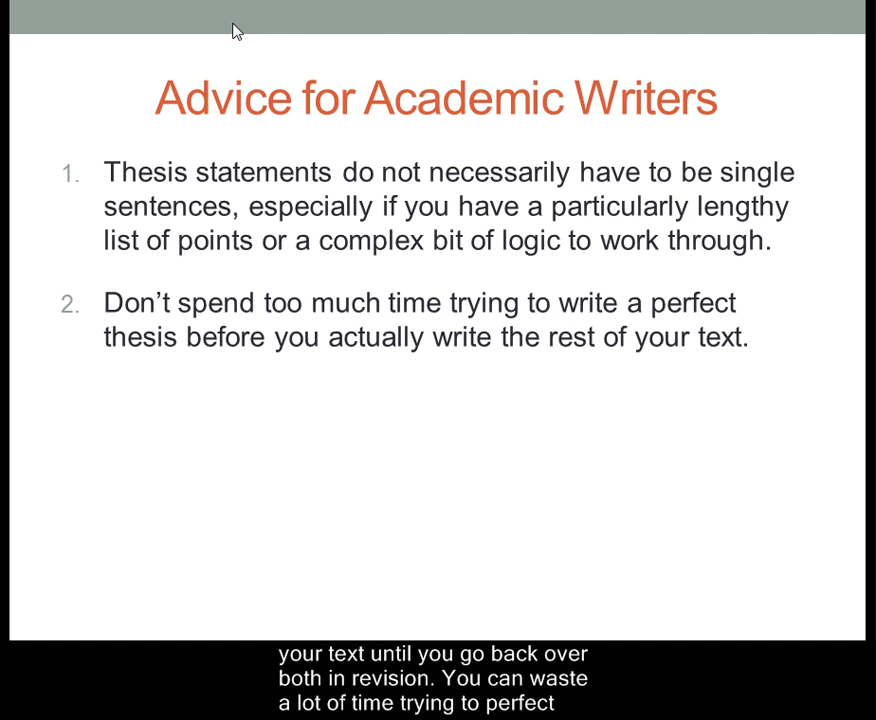 Advice for Academic Writers
1. Thesis statements do not necessarily have to be single
sentences, especially if you have a particularly lengthy
list of points or a complex bit of logic to work through.
2. Don’t spend too much time trying to write a perfect
thesis before you actually write the rest of your text.
your text until you go back over
both in revision. You can waste
a lot of time trying to perfect